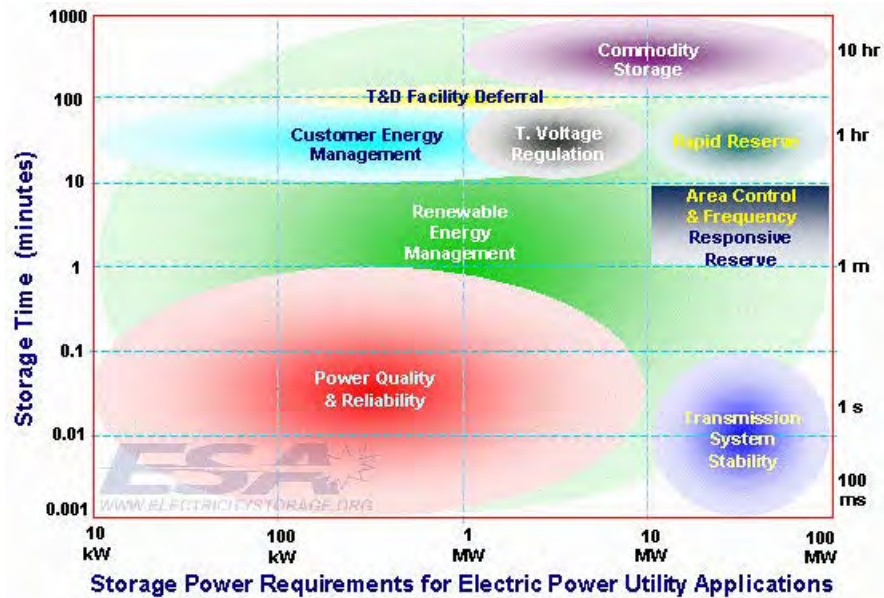 1000
100
10
1
0.1
0.01
0.001
Storage Time (minutes)
Commodity
Storage
T&D Facility Deferral
Customer Energy
Management
T. Voltage
Regulation
Rapid Reserve
Renewable
Energy
Management
Area Control
& Frequency
Responsive
Reserve
Power Quality
& Reliability
Transmission
System
Stability
ESA
WWW.ELECTRICITYSTORAGE.ORG
10 hr
1 hr
1 m
1 s
100
ms
10
kW
100
kW
1
MW
10
MW
100
MW
Storage Power Requirements for Electric Power Utility Applications